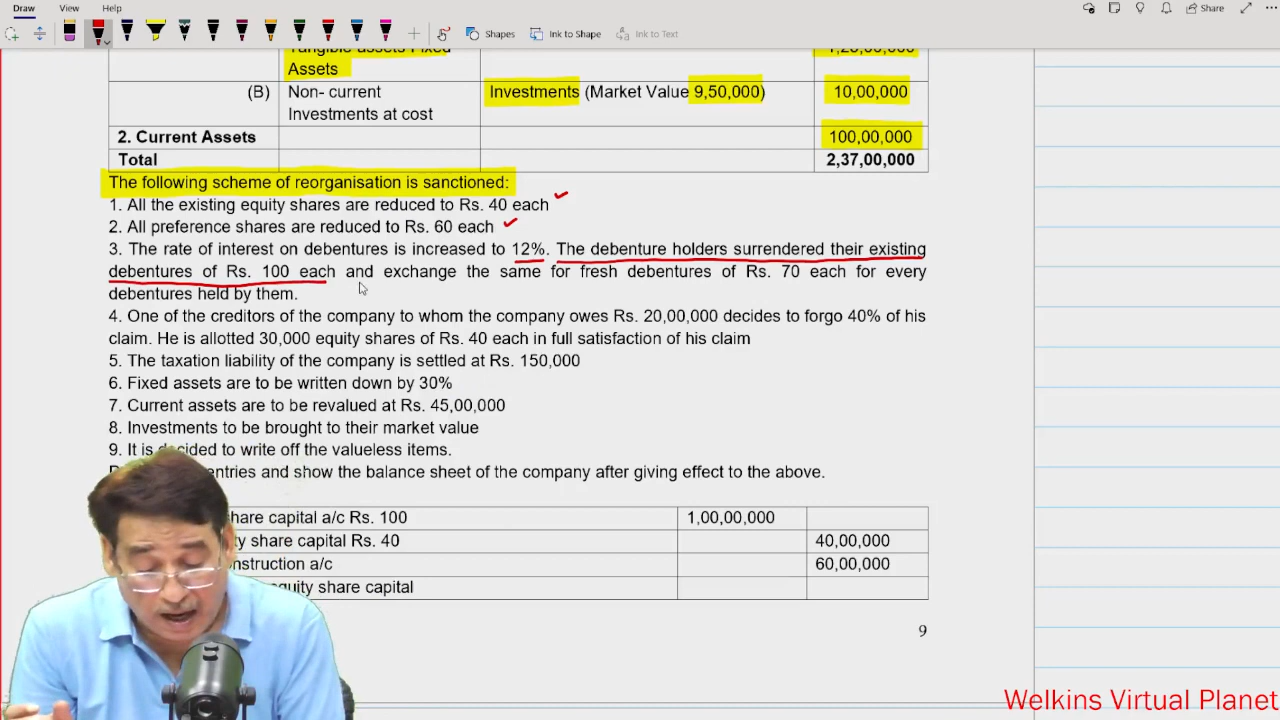 Draw View Help Share
Shapes Ink to Shape Ink to Text
Tangible assets Fixed 1,26,00,000
Assets
(B) Non- current Investments (Market Value 9,50,000) 10,00,000
Investments at cost
2. Current Assets 100,00,000
Total 2,37,00,000
The following scheme of reorganisation is sanctioned:
1. All the existing equity shares are reduced to Rs. 40 each
2. All preference shares are reduced to Rs. 60 each
3. The rate of interest on debentures is increased to 12%. The debenture holders surrendered their existing
debentures of Rs. 100 each and exchange the same for fresh debentures of Rs. 70 each for every
debentures held by them.
4. One of the creditors of the company to whom the company owes Rs. 20,00,000 decides to forgo 40% of his
claim. He is allotted 30,000 equity shares of Rs. 40 each in full satisfaction of his claim
5. The taxation liability of the company is settled at Rs. 150,000
6. Fixed assets are to be written down by 30%
7. Current assets are to be revalued at Rs. 45,00,000
8. Investments to be brought to their market value
9. It is decided to write off the valueless items.
entries and show the balance sheet of the company after giving effect to the above.
share capital a/c Rs. 100 1,00,00,000
share capital Rs. 40 40,00,000
a/c 60,00,000
equity share capital
9
Welkins Virtual Planet